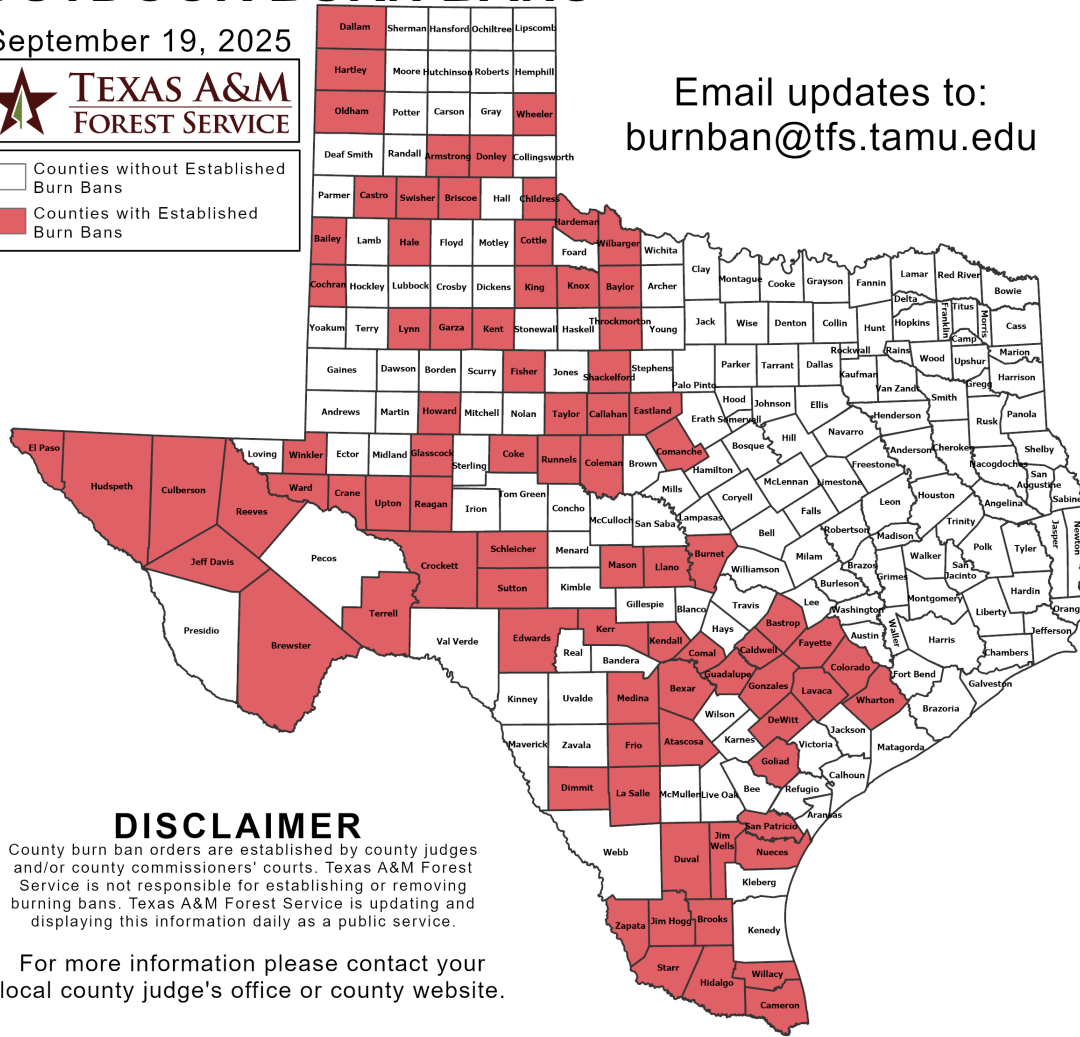 September 19, 2025
TEXAS A&M
FOREST SERVICE
Counties without Established
Burn Bans
Counties with Established
Burn Bans
Email updates to:
burnban@tfs.tamu.edu
Dallam Sherman Hansford Ochiltree Lipscomb
Hartley Moore Hutchinson Roberts Hemphill
Oldham Potter Carson Gray Wheeler
Deaf Smith Randall Armstrong Donley Collingsworth
Parmer Castro Swisher Briscoe Hall Childress
Hardeman
Bailey Lamb Hale Floyd Motley Cottle Foard Wilbarger Wichita
Clay Montague Cooke Grayson Fannin Lamar Red River Bowie
Cochran Hockley Lubbock Crosby Dickens King Knox Baylor Archer
Delta Titus Franklin Morris
Yoakum Terry Lynn Garza Kent Stonewall Haskell Throckmorton Young Jack Wise Denton Collin Hunt Hopkins Cass
Camp
Rockwall Rains Wood Upshur Marion
Gaines Dawson Borden Scurry Fisher Jones Shackelford Stephens Palo Pinto Parker Tarrant Dallas Kaufman Van Zandt Gregg Harrison
Andrews Martin Howard Mitchell Nolan Taylor Callahan Eastland Erath Hood Somervell Johnson Ellis Henderson Smith Rusk Panola
El Paso Loving Winkler Ector Midland Glasscock Sterling Coke Runnels Coleman Brown Comanche Hamilton Bosque Hill Navarro Freestone Anderson Cherokee Nacogdoches Shelby
Hudspeth Culberson Reeves Ward Crane Upton Reagan Irion Tom Green Concho McCulloch San Saba Mills Lampasas Coryell McLennan Limestone Leon Houston Angelina San
Augustine
Sabine
Jeff Davis Pecos Crockett Schleicher Menard Mason Llano Burnet Bell Falls Robertson Madison Trinity Polk Tyler Jasper Newton
Presidio Brewster Terrell Sutton Kimble Gillespie Blanco Williamson Milam Burleson Brazos Grimes Walker San
Jacinto
Hardin
Val Verde Edwards Kerr Real Bandera Kendall Comal Hays Travis Bastrop Lee Washington Montgomery Liberty Orang
Caldwell Fayette Austin Waller Harris Chambers Jefferson
Kinney Uvalde Medina Bexar Guadalupe Gonzales Lavaca Colorado Wharton Fort Bend Brazoria Galveston
Maverick Zavala Frio Atascosa Wilson Karnes DeWitt Victoria Jackson Matagorda
Dimmit La Salle McMullen Live Oak Bee Goliad Refugio Calhoun
Aransas
Webb Duval Jim
Wells
San Patricio
Nueces
Kleberg
Zapata Jim Hogg Brooks Kenedy
Starr Hidalgo Willacy
Cameron
DISCLAIMER
County burn ban orders are established by county judges
and/or county commissioners' courts. Texas A&M Forest
Service is not responsible for establishing or removing
burning bans. Texas A&M Forest Service is updating and
displaying this information daily as a public service.
For more information please contact your
local county judge's office or county website.